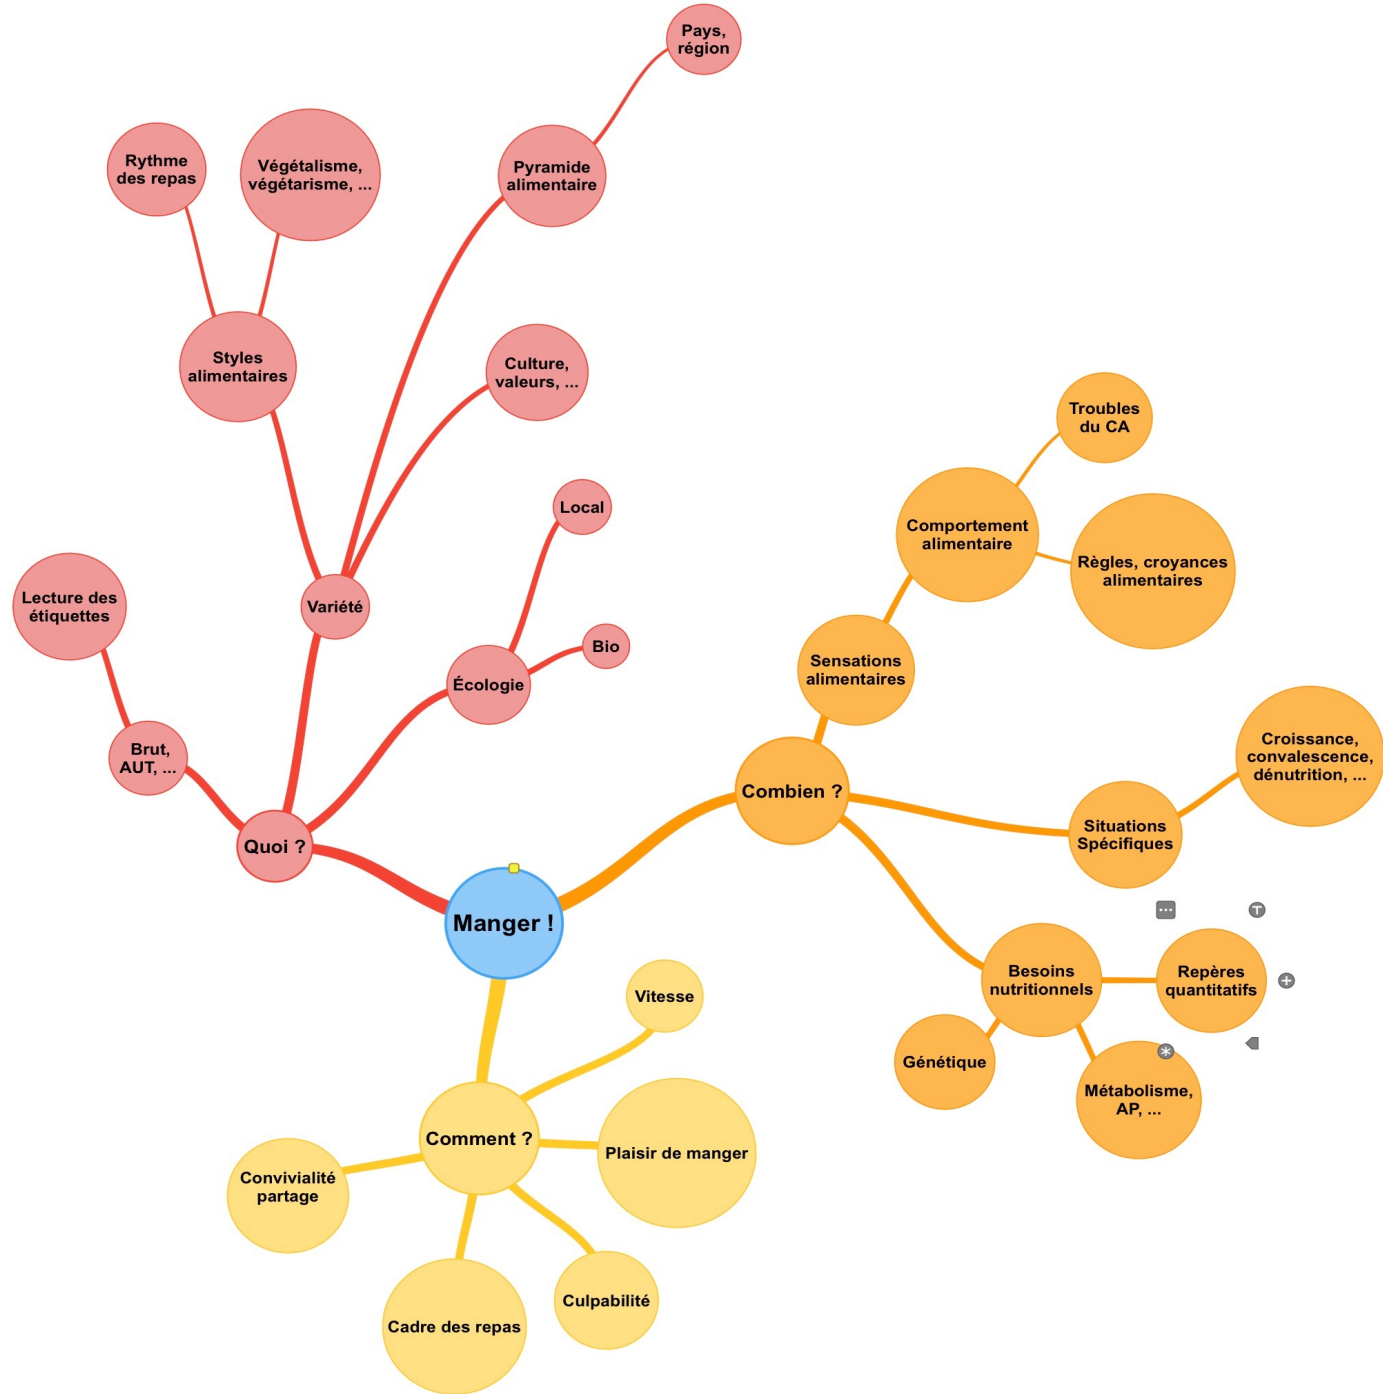 Pays,
région
Rythme
des repas
Végétalisme,
végétarisme, ...
Pyramide
alimentaire
Styles
alimentaires
Culture,
valeurs, ...
Troubles
du CA
Local
Comportement
alimentaire
Règles, croyances
alimentaires
Lecture des
étiquettes
Variété
Bio
Écologie
Sensations
alimentaires
Brut,
AUT, ...
Croissance,
convalescence,
dénutrition, ...
Combien ?
Situations
Spécifiques
Quoi ?
Manger !
Besoins
nutritionnels
Repères
quantitatifs
Vitesse
Génétique
Métabolisme,
AP, ...
Comment ?
Plaisir de manger
Convivialité
partage
Culpabilité
Cadre des repas